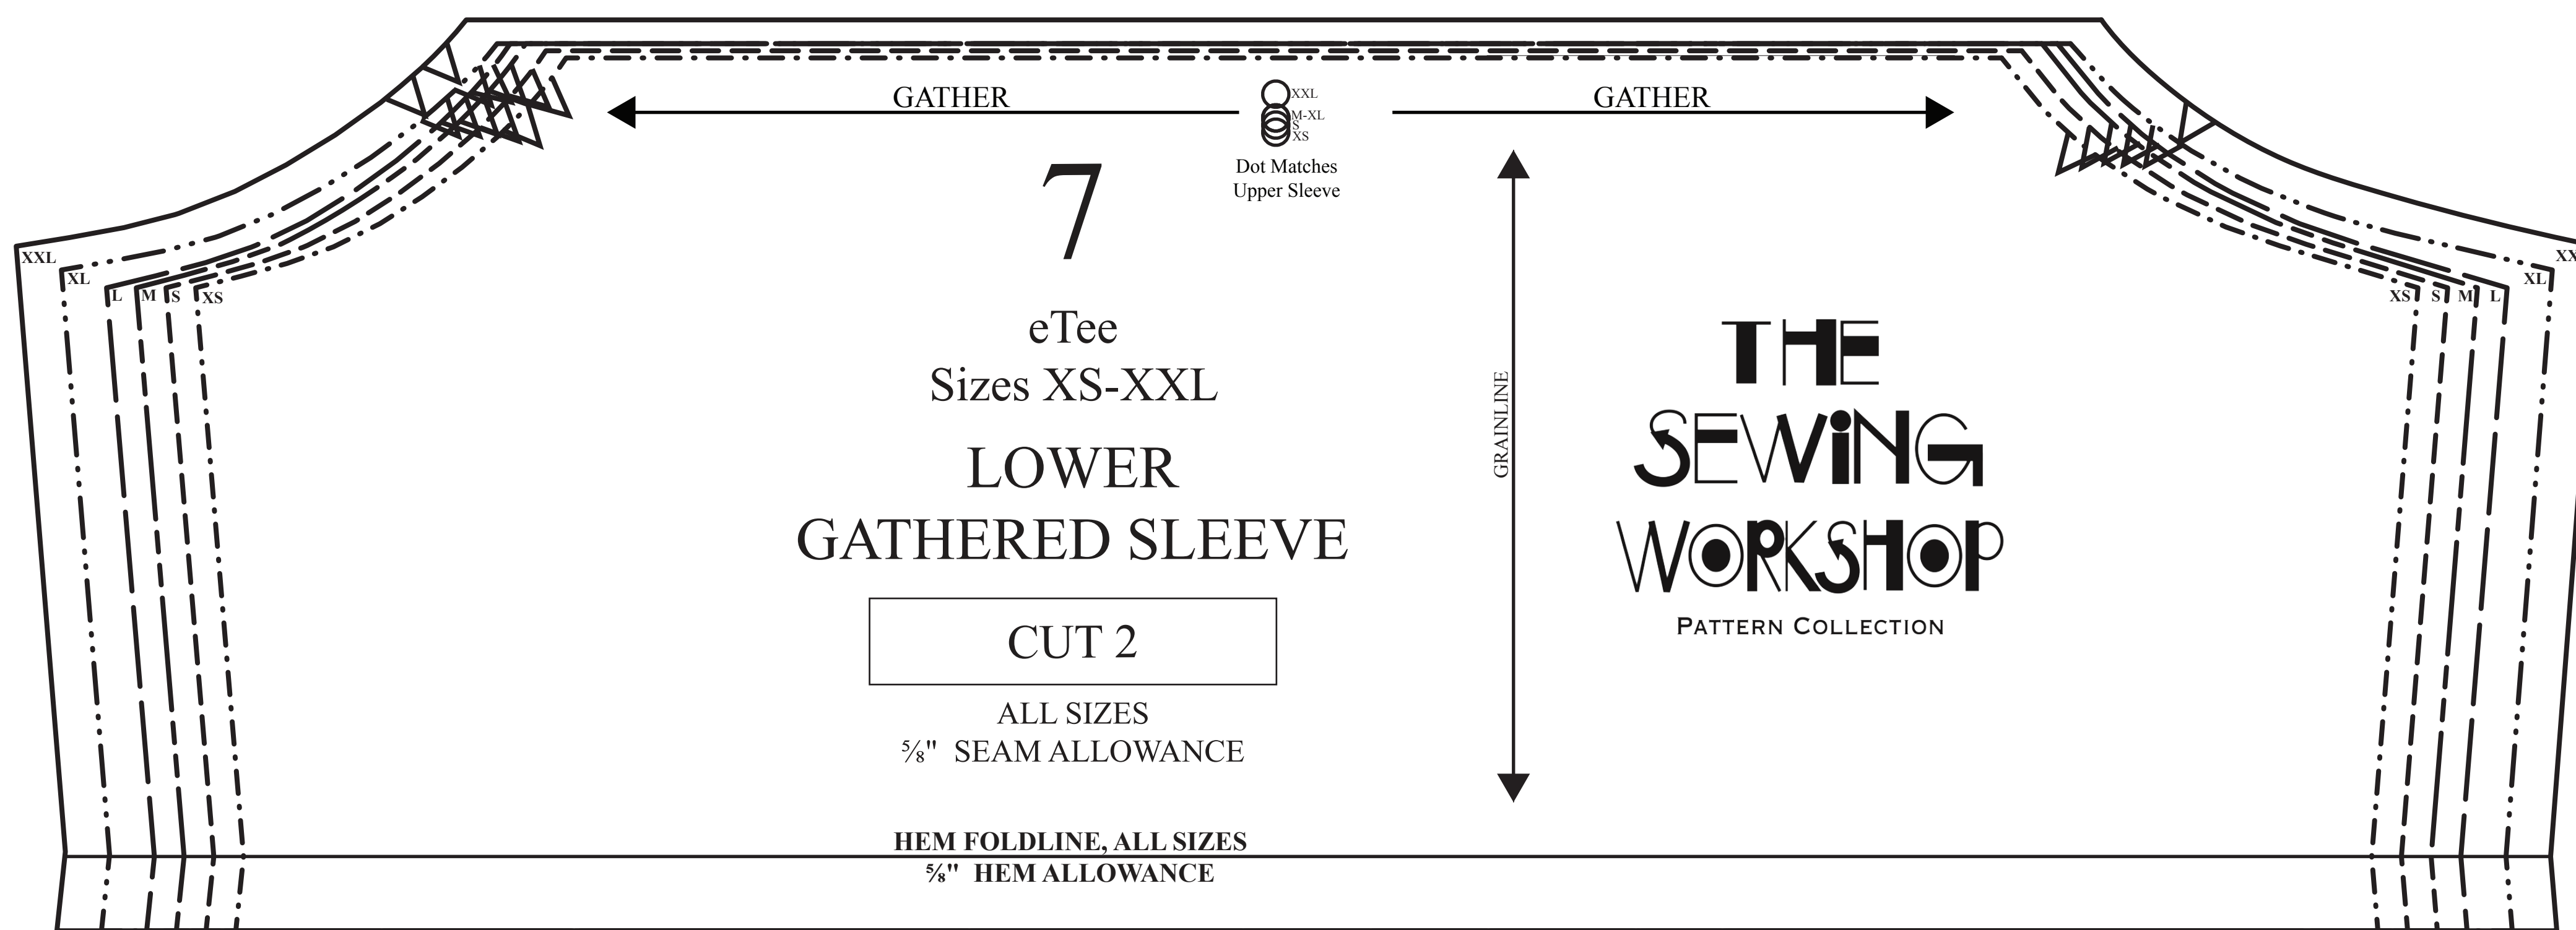 GATHER
XXL
M-XL
S
XS
GATHER
Dot Matches
Upper Sleeve
7
XXL
XL
L
M
S
XS
XS
S
M
L
XL
XX
eTee
Sizes XS-XXL
LOWER
GATHERED SLEEVE
CUT 2
ALL SIZES
⅝" SEAM ALLOWANCE
GRAINLINE
THE
SEWiNG
WORKSHOP
PATTERN COLLECTION
HEM FOLDLINE, ALL SIZES
⅝" HEM ALLOWANCE